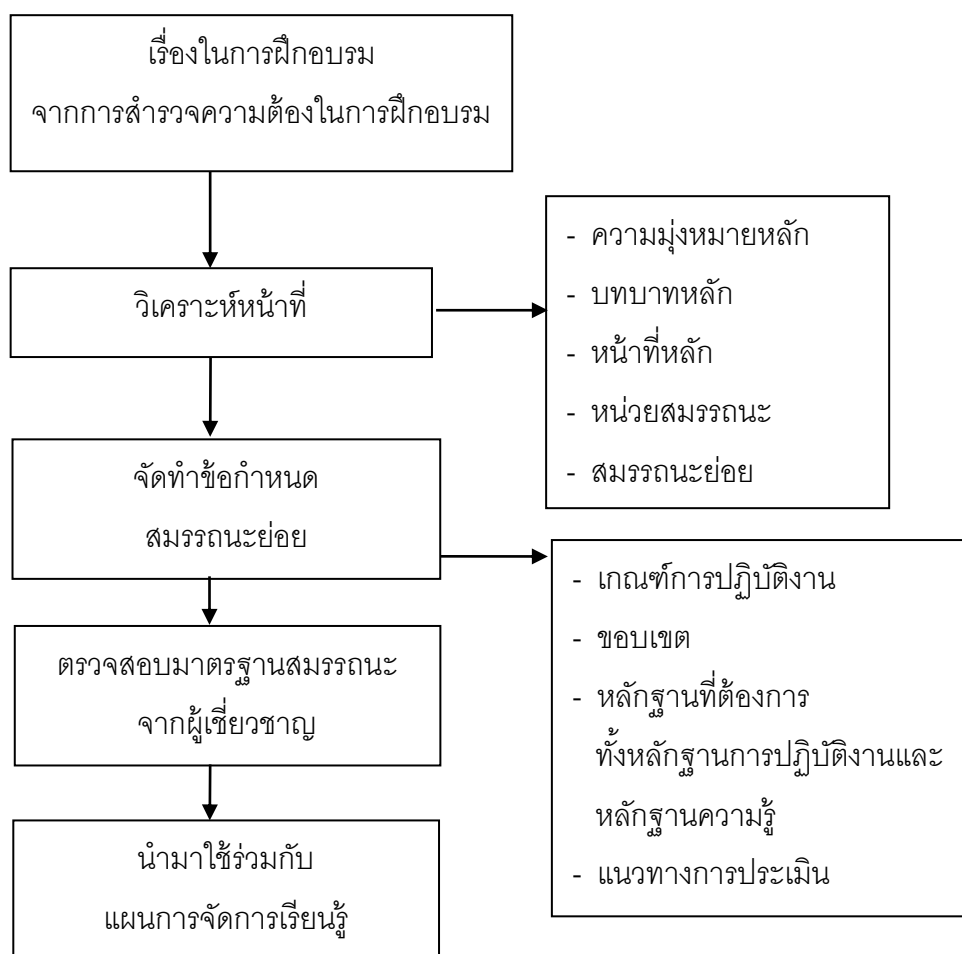 เรื่องในการฝึกอบรม
จากการสำรวจความต้องในการฝึกอบรม
วิเคราะห์หน้าที่
- ความมุ่งหมายหลัก
- บทบาทหลัก
- หน้าที่หลัก
- หน่วยสมรรถนะ
- สมรรถนะย่อย
จัดทำข้อกำหนด
สมรรถนะย่อย
- เกณฑ์การปฏิบัติงาน
- ขอบเขต
- หลักฐานที่ต้องการ
ทั้งหลักฐานการปฏิบัติงานและ
หลักฐานความรู้
- แนวทางการประเมิน
ตรวจสอบมาตรฐานสมรรถนะ
จากผู้เชี่ยวชาญ
นำมาใช้ร่วมกับ
แผนการจัดการเรียนรู้